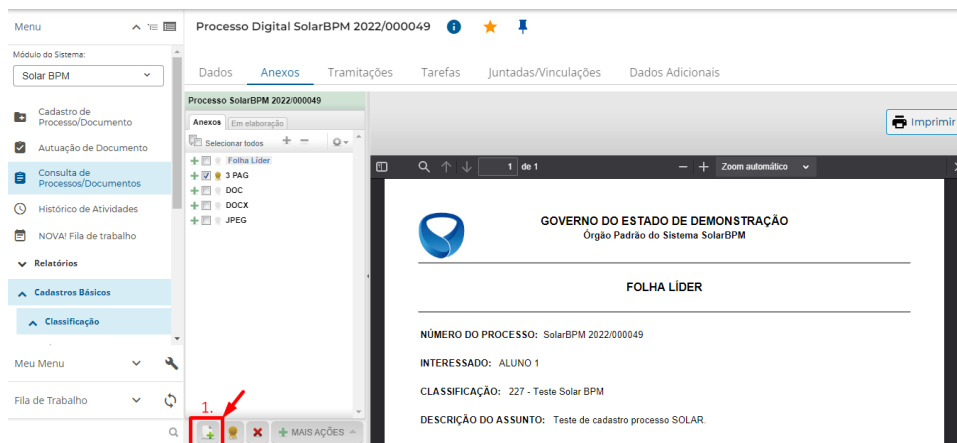 Menu
Módulo do Sistema:
Solar BPM
Cadastro de
Processo/Documento
Autuação de Documento
Consulta de
Processos/Documentos
Histórico de Atividades
NOVA! Fila de trabalho
Relatórios
Cadastros Básicos
Classificação
Meu Menu
Fila de Trabalho
Processo Digital SolarBPM 2022/000049
Dados Anexos Tramitações Tarefas Juntadas/Vinculações Dados Adicionais
Processo SolarBPM 2022/000049
Anexos Em elaboração
Selecionar todos
Folha Líder
3 PAG
DOC
DOCX
JPEG
1.
MAIS AÇÕES
Imprimir
1 de 1 Zoom automático
GOVERNO DO ESTADO DE DEMONSTRAÇÃO
Órgão Padrão do Sistema SolarBPM
FOLHA LÍDER
NÚMERO DO PROCESSO: SolarBPM 2022/000049
INTERESSADO: ALUNO 1
CLASSIFICAÇÃO: 227 - Teste Solar BPM
DESCRIÇÃO DO ASSUNTO: Teste de cadastro processo SOLAR.